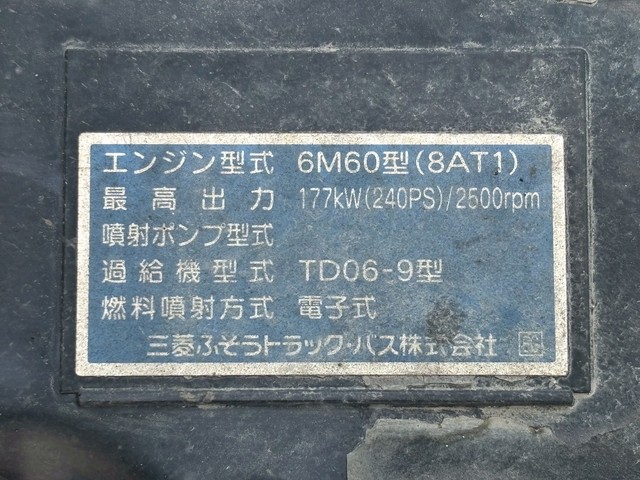 エンジン型式 6M60型(8AT1)
最高出力 177kW(240PS)/2500rpm
噴射ポンプ型式
過給機型式 TD06-9型
燃料噴射方式 電子式
三菱ふそうトラック・バス株式会社